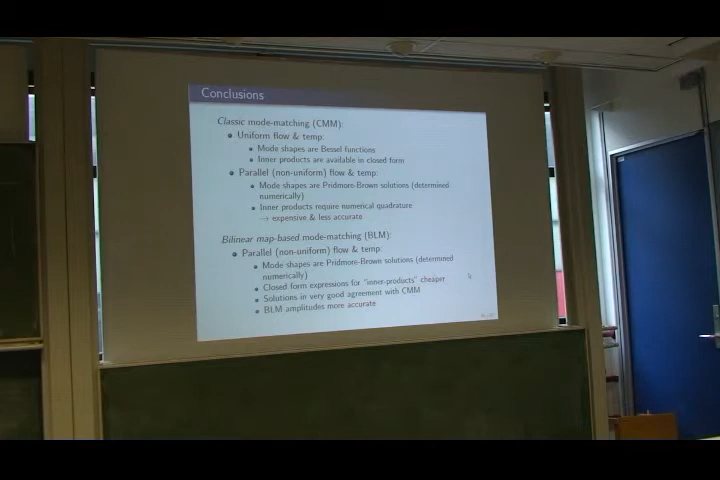 Conclusions
Classic mode-matching (CMM):
Uniform flow & temp:
Mode shapes are Bessel functions
Inner products are available in closed form
Parallel (non-uniform) flow & temp:
Mode shapes are Pridmore-Brown solutions (determined
numerically)
Inner products require numerical quadrature
→ expensive & less accurate
Bilinear map-based mode-matching (BLM):
Parallel (non-uniform) flow & temp:
Mode shapes are Pridmore-Brown solutions (determined
numerically)
Closed form expressions for "inner-products" cheaper
Solutions in very good agreement with CMM
BLM amplitudes more accurate